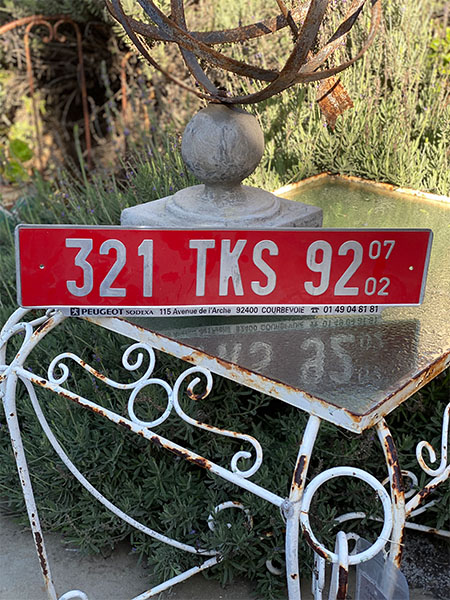 321 TKS 92 07 02
PEUGEOT SODEXA 115 Avenue de l'Arche 92400 COURBEVOIE ☎ 01 49 04 81 81